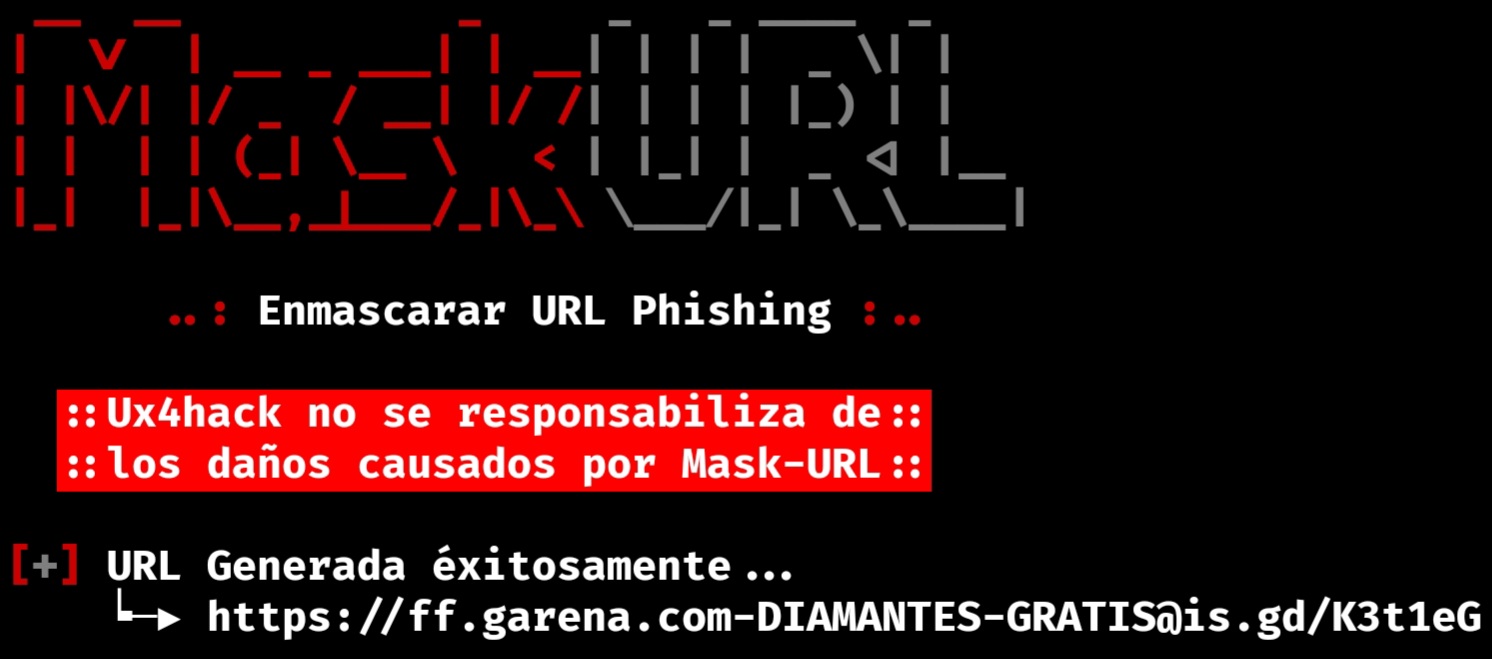 MaskURL
..: Enmascarar URL Phishing :..
::Ux4hack no se responsabiliza de::
::los daños causados por Mask-URL::
[+] URL Generada éxitosamente...
https://ff.garena.com-DIAMANTES-GRATIS@is.gd/K3t1eG